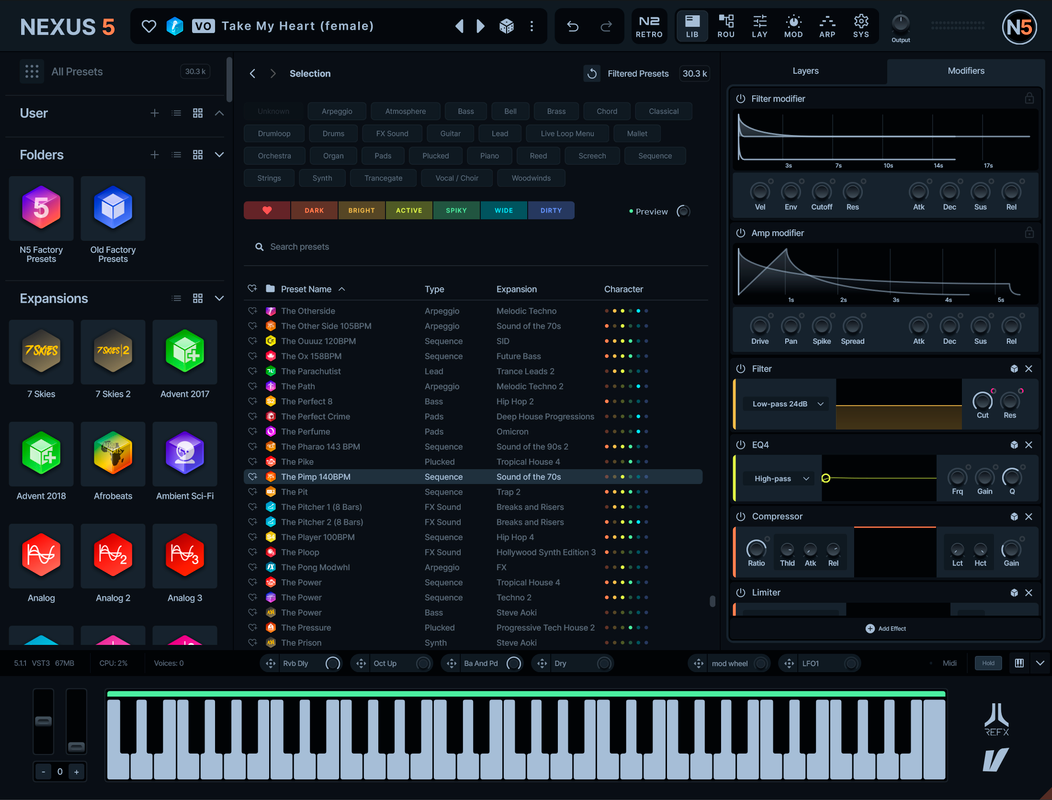 NEXUS 5
VO Take My Heart (female)
N2 RETRO
LIB
ROU
LAY
MOD
ARP
SYS
Output
N5
All Presets 30.3 k
User
Folders
5
N5 Factory Presets
Old Factory Presets
Expansions
7 SKIES
7 Skies
7 SKIES 2
7 Skies 2
Advent 2017
Advent 2018
Afrobeats
Ambient Sci-Fi
Analog
2
Analog 2
3
Analog 3
Selection
Filtered Presets 30.3 k
Unknown Arpeggio Atmosphere Bass Bell Brass Chord Classical
Drumloop Drums FX Sound Guitar Lead Live Loop Menu Mallet
Orchestra Organ Pads Plucked Piano Reed Screech Sequence
Strings Synth Trancegate Vocal / Choir Woodwinds
DARK BRIGHT ACTIVE SPIKY WIDE DIRTY Preview
Search presets
Preset Name Type Expansion Character
The Otherside Arpeggio Melodic Techno
The Other Side 105BPM Arpeggio Sound of the 70s
The Ouuuz 120BPM Sequence SID
The Ox 158BPM Sequence Future Bass
The Parachutist Lead Trance Leads 2
The Path Arpeggio Melodic Techno 2
The Perfect 8 Bass Hip Hop 2
The Perfect Crime Pads Deep House Progressions
The Perfume Pads Omicron
The Pharao 143 BPM Sequence Sound of the 90s 2
The Pike Plucked Tropical House 4
The Pimp 140BPM Sequence Sound of the 70s
The Pit Sequence Trap 2
The Pitcher 1 (8 Bars) FX Sound Breaks and Risers
The Pitcher 2 (8 Bars) FX Sound Breaks and Risers
The Player 100BPM Sequence Hip Hop 4
The Ploop FX Sound Hollywood Synth Edition 3
The Pong Modwhl Arpeggio FX
The Power Sequence Tropical House 4
The Power Sequence Techno 2
The Power Bass Steve Aoki
The Pressure Plucked Progressive Tech House 2
The Prison Synth Steve Aoki
Layers Modifiers
Filter modifier
3s 7s 10s 14s 17s
Vel Env Cutoff Res Atk Dec Sus Rel
Amp modifier
1s 2s 3s 4s 5s
Drive Pan Spike Spread Atk Dec Sus Rel
Filter
Low-pass 24dB
Cut Res
EQ4
High-pass
Frq Gain Q
Compressor
Ratio Thld Atk Rel Lct Hct Gain
Limiter
Add Effect
5.1.1 VST3 67MB CPU: 2% Voices: 0
Rvb Dly Oct Up Ba And Pd Dry mod wheel LFO1 Midi Hold
- 0 +
REFX